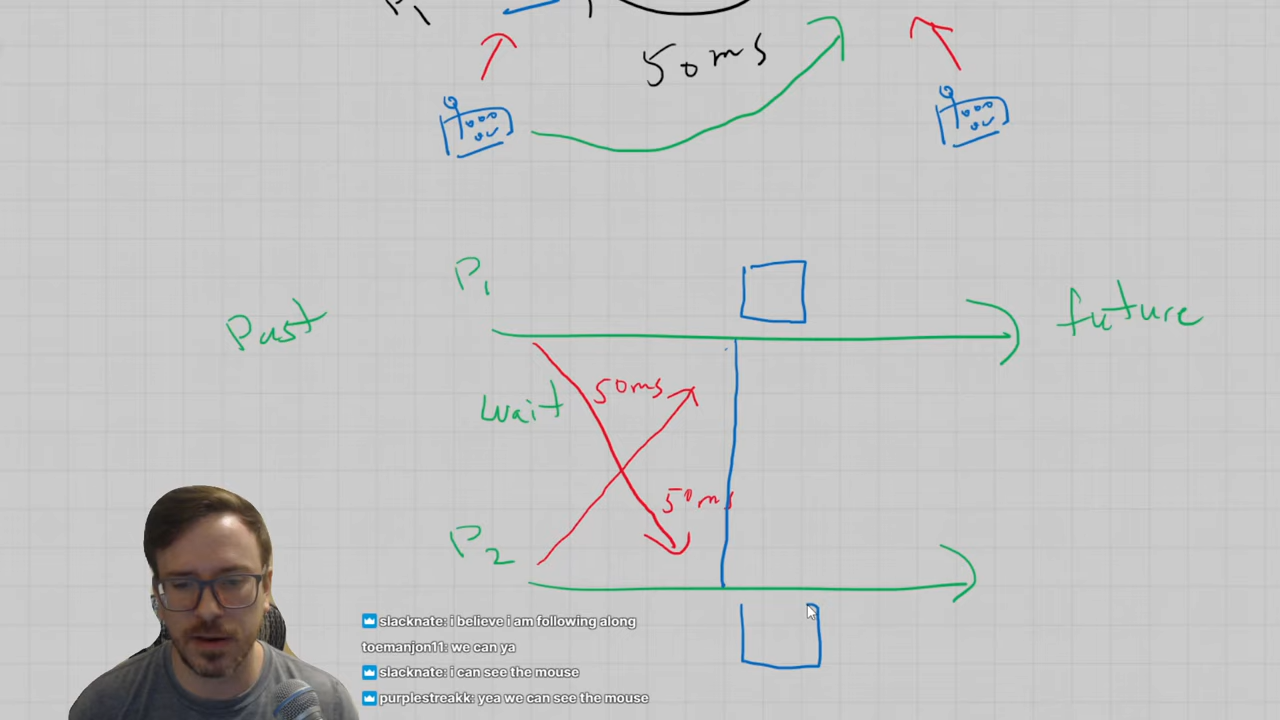 P1
50ms
P1
Past
future
50ms
wait
50ms
P2
slacknate: i believe i am following along
toemanjon11: we can ya
slacknate: i can see the mouse
purplestreakk: yea we can see the mouse